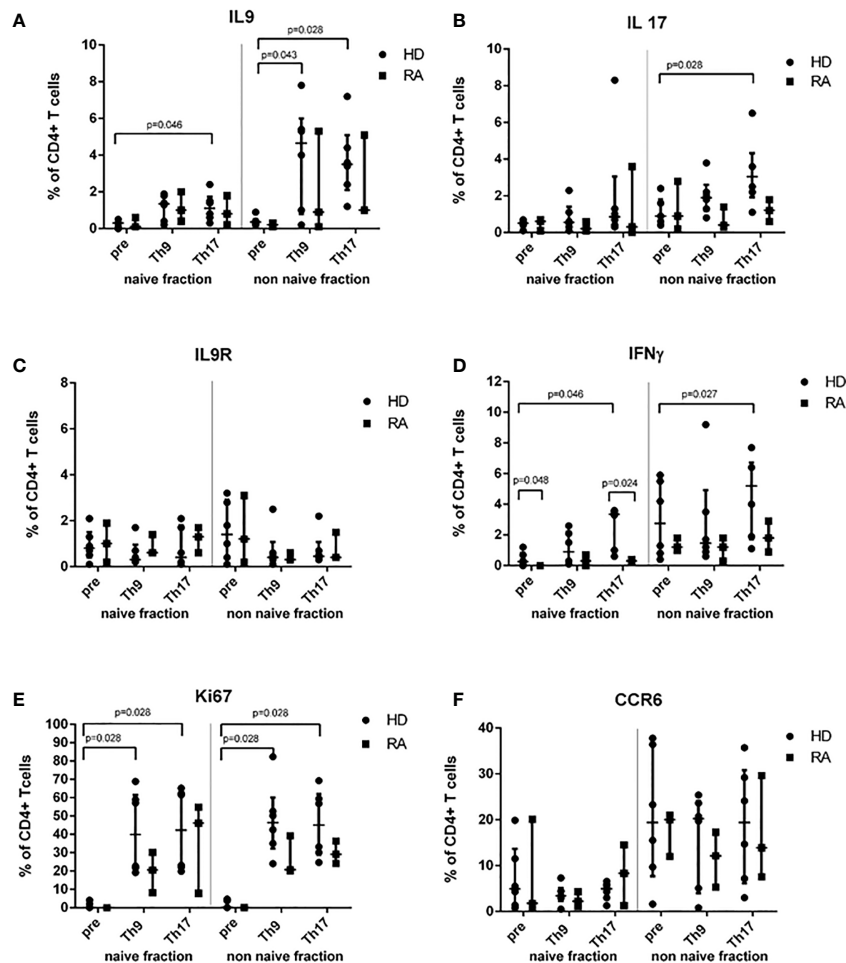 A
IL9
HD
RA
% of CD4+ T cells
10
8
6
4
2
0
p=0.046
p=0.043
p=0.028
pre
Th9
Th17
pre
Th9
Th17
naive fraction
non naive fraction
B
IL 17
HD
RA
% of CD4+ T cells
10
8
6
4
2
0
p=0.028
pre
Th9
Th17
pre
Th9
Th17
naive fraction
non naive fraction
C
IL9R
HD
RA
% of CD4+ T cells
8
6
4
2
0
pre
Th9
Th17
pre
Th9
Th17
naive fraction
non naive fraction
D
IFNγ
HD
RA
% of CD4+ T cells
12
10
8
6
4
2
0
p=0.046
p=0.027
p=0.048
p=0.024
pre
Th9
Th17
pre
Th9
Th17
naive fraction
non naive fraction
E
Ki67
HD
RA
% of CD4+ Tcells
100
90
80
70
60
50
40
30
20
10
0
p=0.028
p=0.028
p=0.028
p=0.028
pre
Th9
Th17
pre
Th9
Th17
naive fraction
non naive fraction
F
CCR6
HD
RA
% of CD4+ T cells
40
30
20
10
0
pre
Th9
Th17
pre
Th9
Th17
naive fraction
non naive fraction